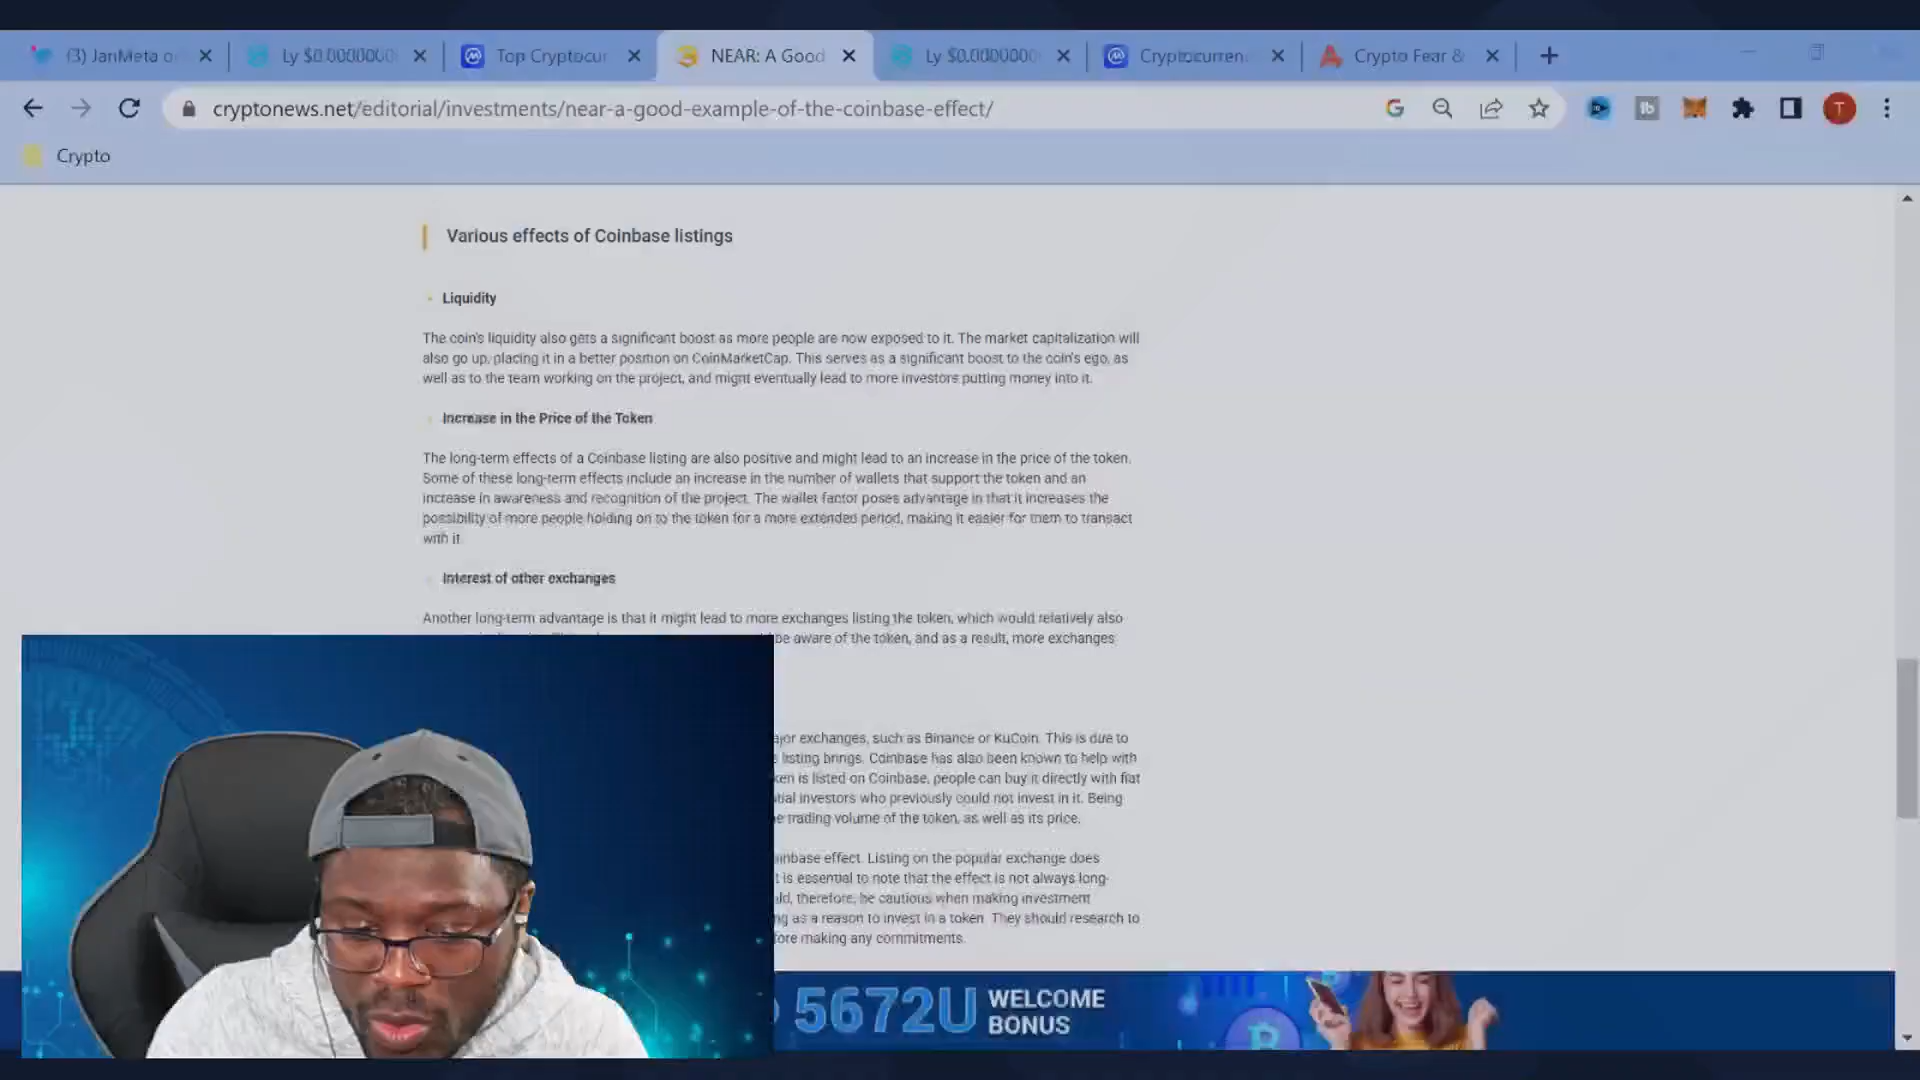 (3) JanMeta o
Ly $0.0000000
Top Cryptocur
NEAR: A Good
Ly $0.0000000
Cryptocurren
Crypto Fear &
cryptonews.net/editorial/investments/near-a-good-example-of-the-coinbase-effect/
G
tb
T
Crypto
Various effects of Coinbase listings
Liquidity
The coin's liquidity also gets a significant boost as more people are now exposed to it. The market capitalization will
also go up, placing it in a better position on CoinMarketCap. This serves as a significant boost to the coin's ego, as
well as to the team working on the project, and might eventually lead to more investors putting money into it.
Increase in the Price of the Token
The long-term effects of a Coinbase listing are also positive and might lead to an increase in the price of the token.
Some of these long-term effects include an increase in the number of wallets that support the token and an
increase in awareness and recognition of the project. The wallet factor poses advantage in that it increases the
possibility of more people holding on to the token for a more extended period, making it easier for them to transact
with it.
Interest of other exchanges
Another long-term advantage is that it might lead to more exchanges listing the token, which would relatively also
be aware of the token, and as a result, more exchanges
jor exchanges, such as Binance or KuCoin. This is due to
listing brings. Coinbase has also been known to help with
ken is listed on Coinbase, people can buy it directly with fiat
tial investors who previously could not invest in it. Being
e trading volume of the token, as well as its price.
inbase effect. Listing on the popular exchange does
t is essential to note that the effect is not always long-
ld, therefore, be cautious when making investment
ng as a reason to invest in a token. They should research to
fore making any commitments.
5672U WELCOME
BONUS